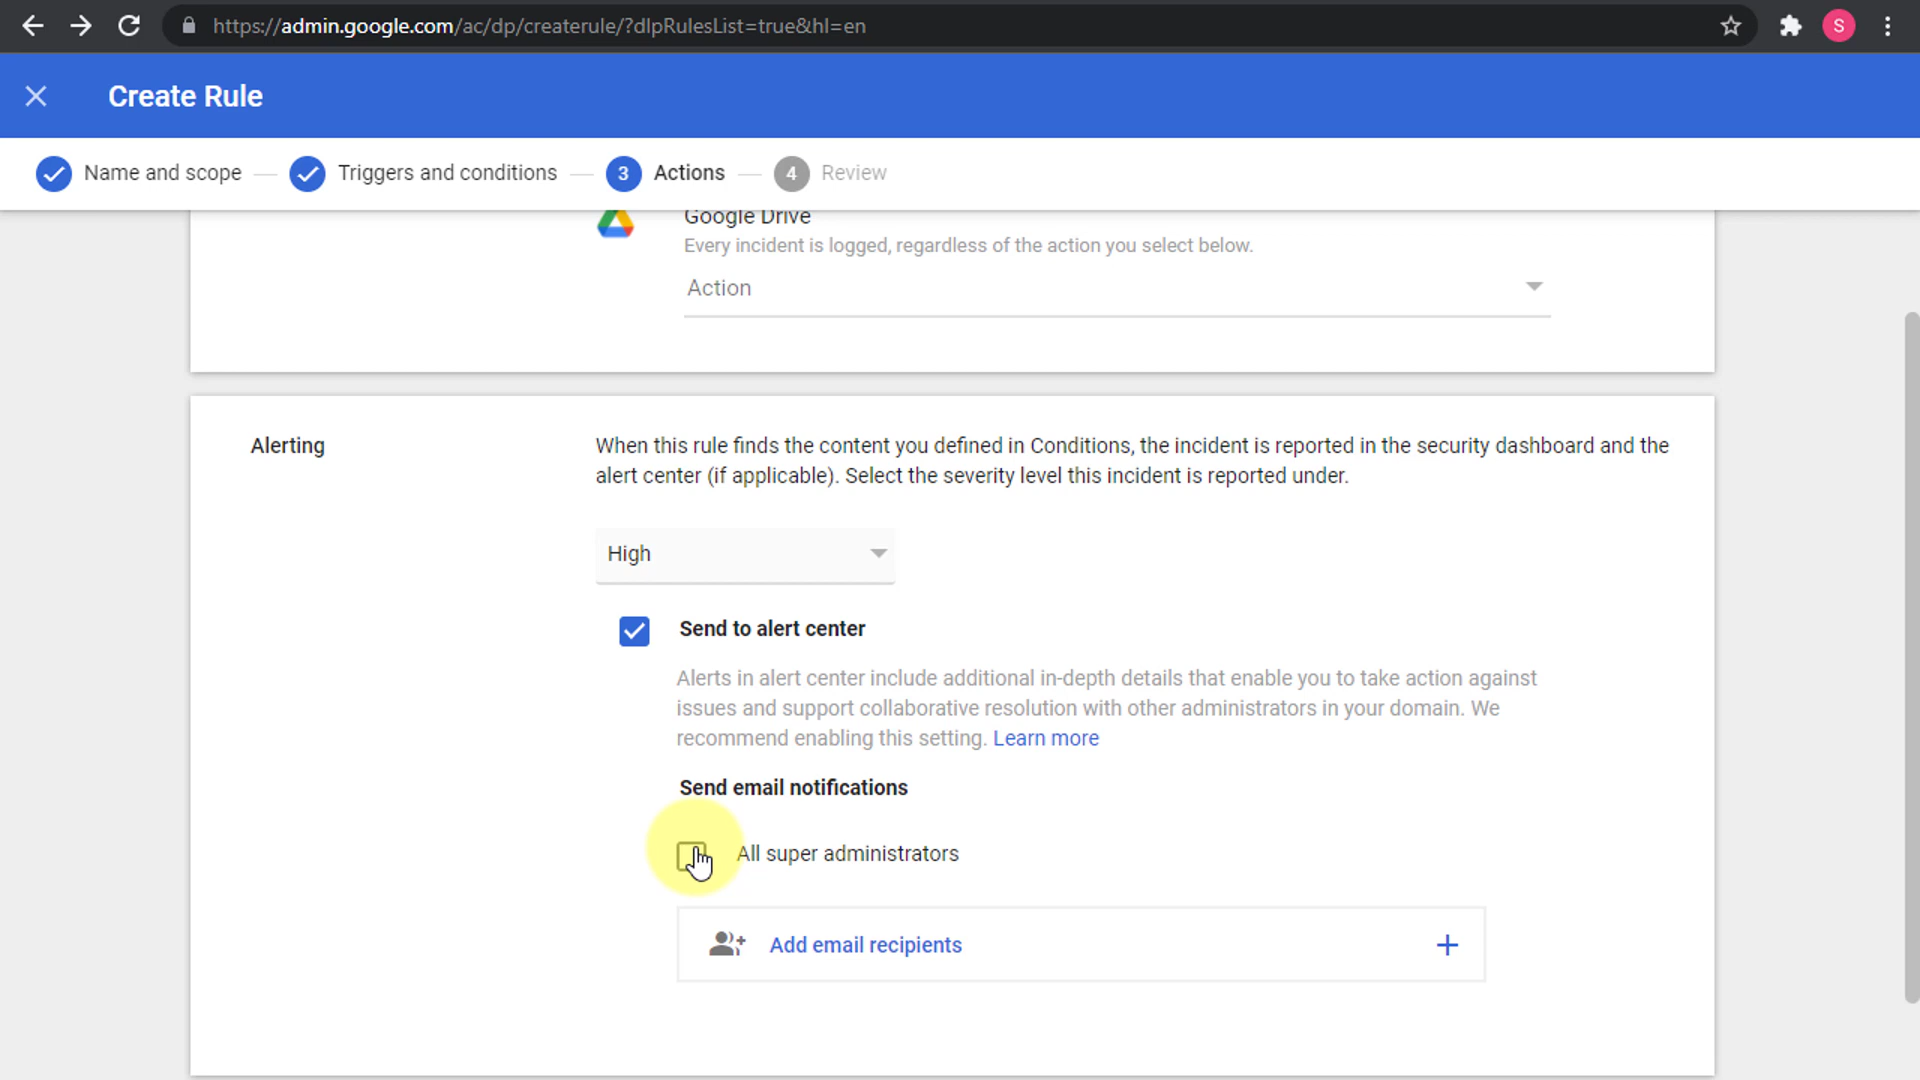 https://admin.google.com/ac/dp/createrule/?dlpRulesList=true&hl=en
S
Create Rule
Name and scope
Triggers and conditions
3 Actions
4 Review
Google Drive
Every incident is logged, regardless of the action you select below.
Action
Alerting
When this rule finds the content you defined in Conditions, the incident is reported in the security dashboard and the
alert center (if applicable). Select the severity level this incident is reported under.
High
Send to alert center
Alerts in alert center include additional in-depth details that enable you to take action against
issues and support collaborative resolution with other administrators in your domain. We
recommend enabling this setting. Learn more
Send email notifications
All super administrators
Add email recipients